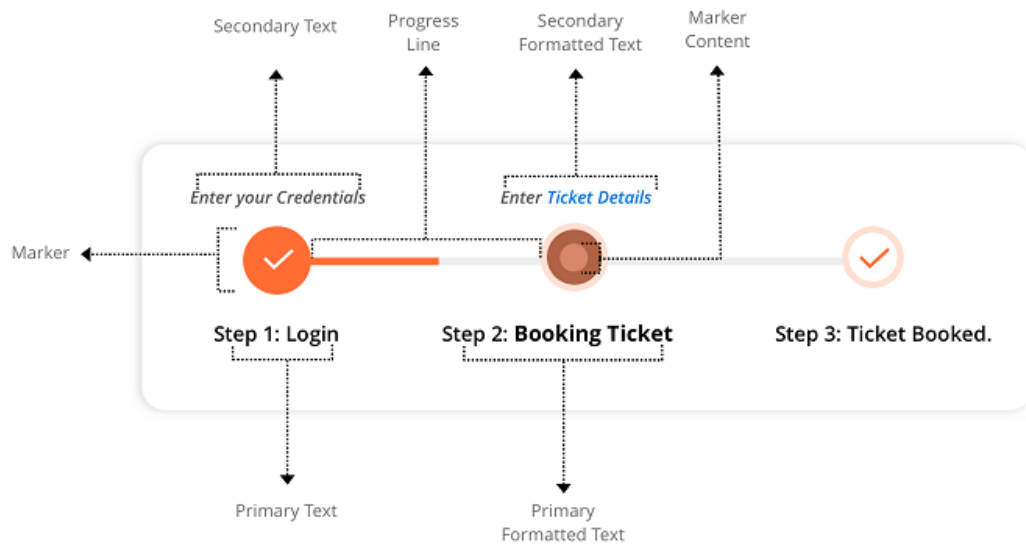 Secondary Text
Progress
Line
Secondary
Formatted Text
Marker
Content
Enter your Credentials
Enter Ticket Details
Marker
Step 1: Login
Step 2: Booking Ticket
Step 3: Ticket Booked.
Primary Text
Primary
Formatted Text